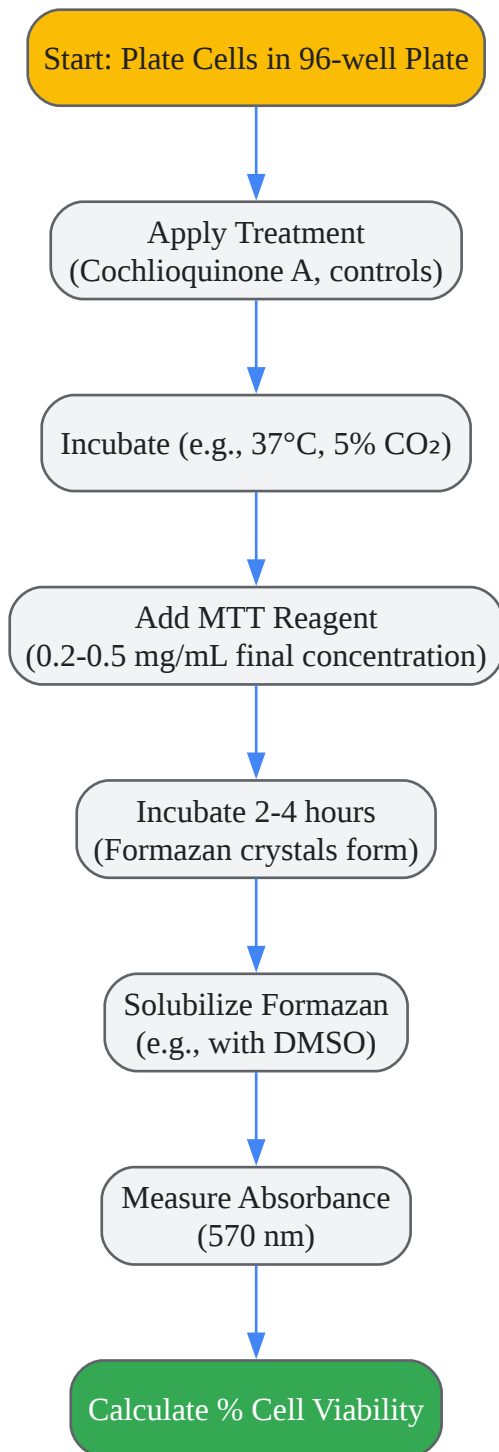 Start: Plate Cells in 96-well Plate
Apply Treatment
(Cochlioquinone A, controls)
Incubate (e.g., 37°C, 5% CO₂)
Add MTT Reagent
(0.2-0.5 mg/mL final concentration)
Incubate 2-4 hours
(Formazan crystals form)
Solubilize Formazan
(e.g., with DMSO)
Measure Absorbance
(570 nm)
Calculate % Cell Viability